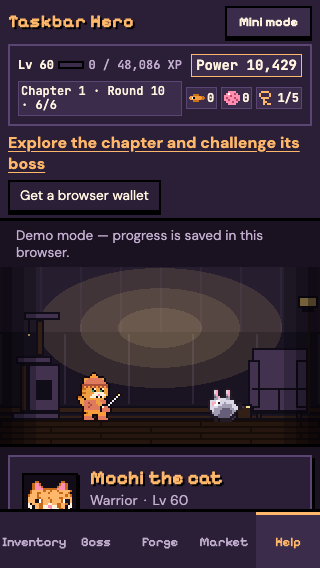 Taskbar Hero
Mini mode
Lv 60 0 / 48,086 XP
Power 10,429
Chapter 1 · Round 10
· 6/6
0 0 1/5
Explore the chapter and challenge its
boss
Get a browser wallet
Demo mode — progress is saved in this
browser.
Mochi the cat
Warrior · Lv 60
Inventory Boss Forge Market Help